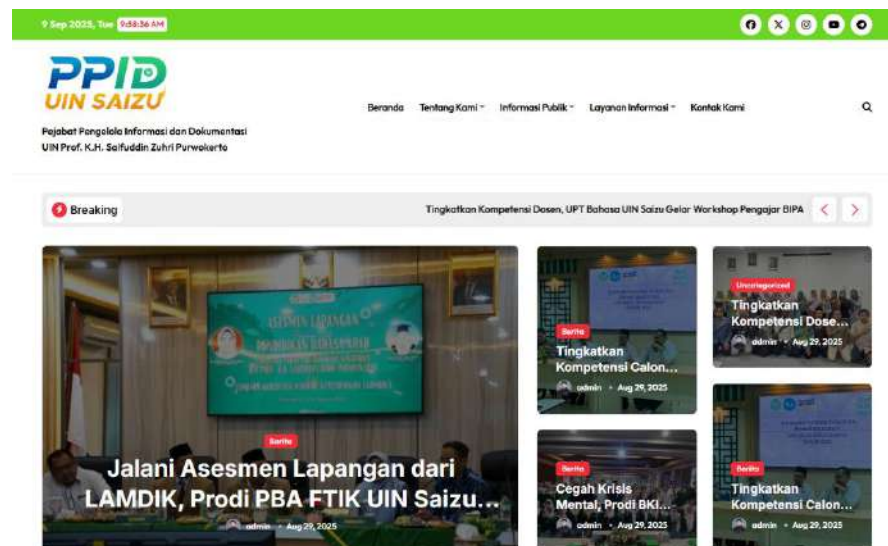 9 Sep 2025, Tue 9:58:36 AM
PPID
UIN SAIZU
Pejabat Pengelola Informasi dan Dokumentasi
UIN Prof. K.H. Saifuddin Zuhri Purwokerto
Beranda Tentang Kami Informasi Publik Layanan Informasi Kontak Kami
Breaking
Tingkatkan Kompetensi Dosen, UPT Bahasa UIN Saizu Gelar Workshop Pengajar BIPA
ASESMEN LAPANGAN
Berita
Jalani Asesmen Lapangan dari
LAMDIK, Prodi PBA FTIK UIN Saizu...
admin Aug 29, 2025
Berita
Tingkatkan
Kompetensi Calon...
admin Aug 29, 2025
Berita
Cegah Krisis
Mental, Prodi BKI...
admin Aug 29, 2025
Uncategorized
Tingkatkan
Kompetensi Dose...
admin Aug 29, 2025
Berita
Tingkatkan
Kompetensi Calon...
admin Aug 29, 2025